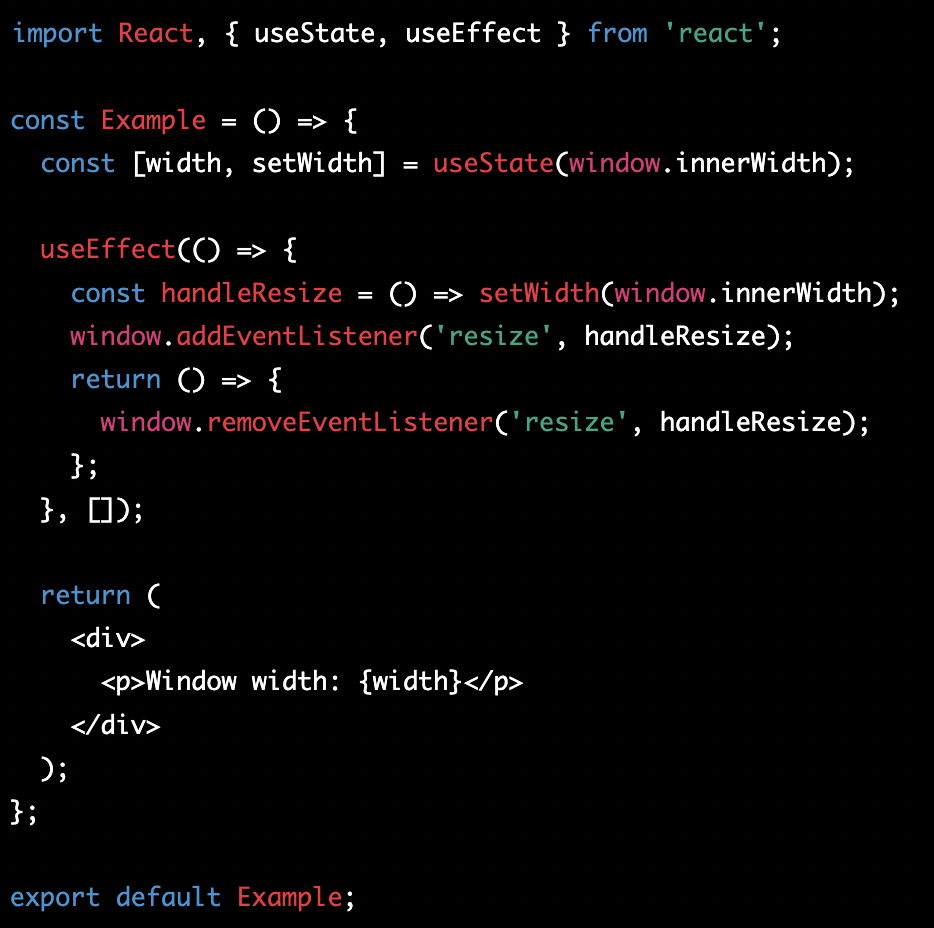 import React, { useState, useEffect } from 'react';

const Example = () => {
  const [width, setWidth] = useState(window.innerWidth);

  useEffect(() => {
    const handleResize = () => setWidth(window.innerWidth);
    window.addEventListener('resize', handleResize);
    return () => {
      window.removeEventListener('resize', handleResize);
    };
  }, []);

  return (
    <div>
      <p>Window width: {width}</p>
    </div>
  );
};

export default Example;